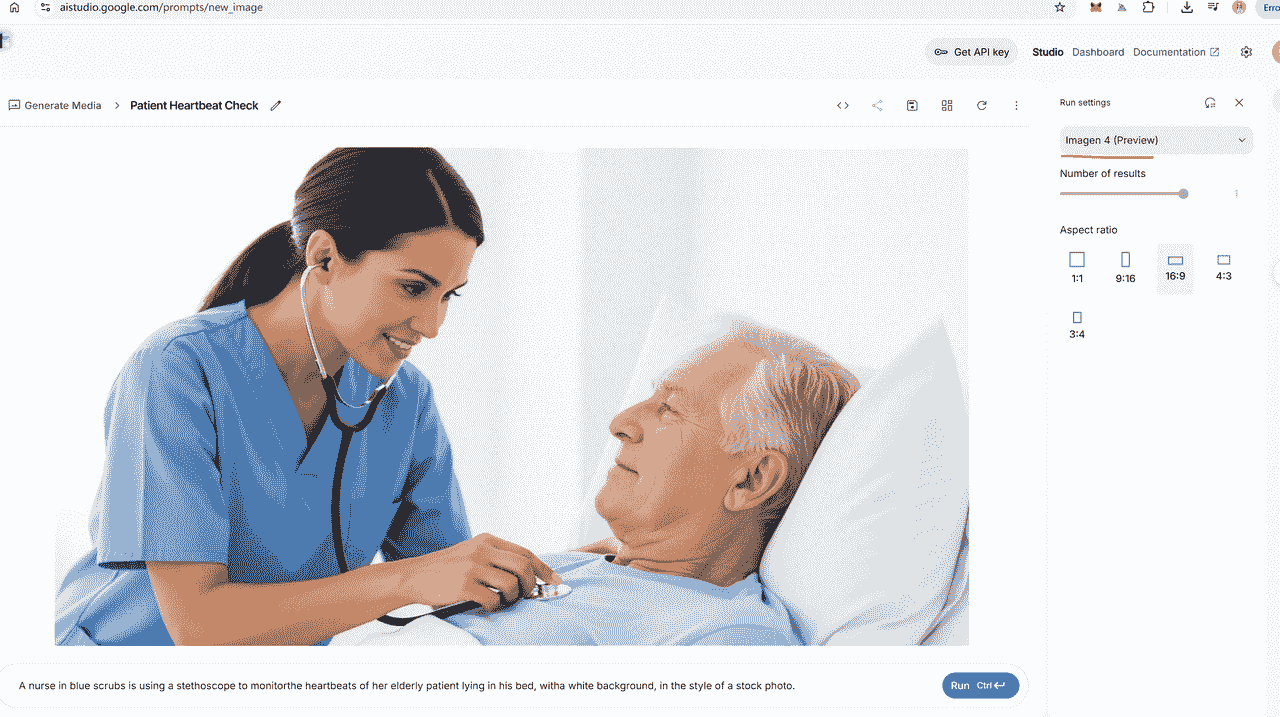 aistudio.google.com/prompts/new_image
Erro
Get API key
Studio
Dashboard
Documentation
Generate Media
Patient Heartbeat Check
Run settings
Imagen 4 (Preview)
Number of results
1
Aspect ratio
1:1
9:16
16:9
4:3
3:4
A nurse in blue scrubs is using a stethoscope to monitorthe heartbeats of her elderly patient lying in his bed, witha white background, in the style of a stock photo.
Run Ctrl